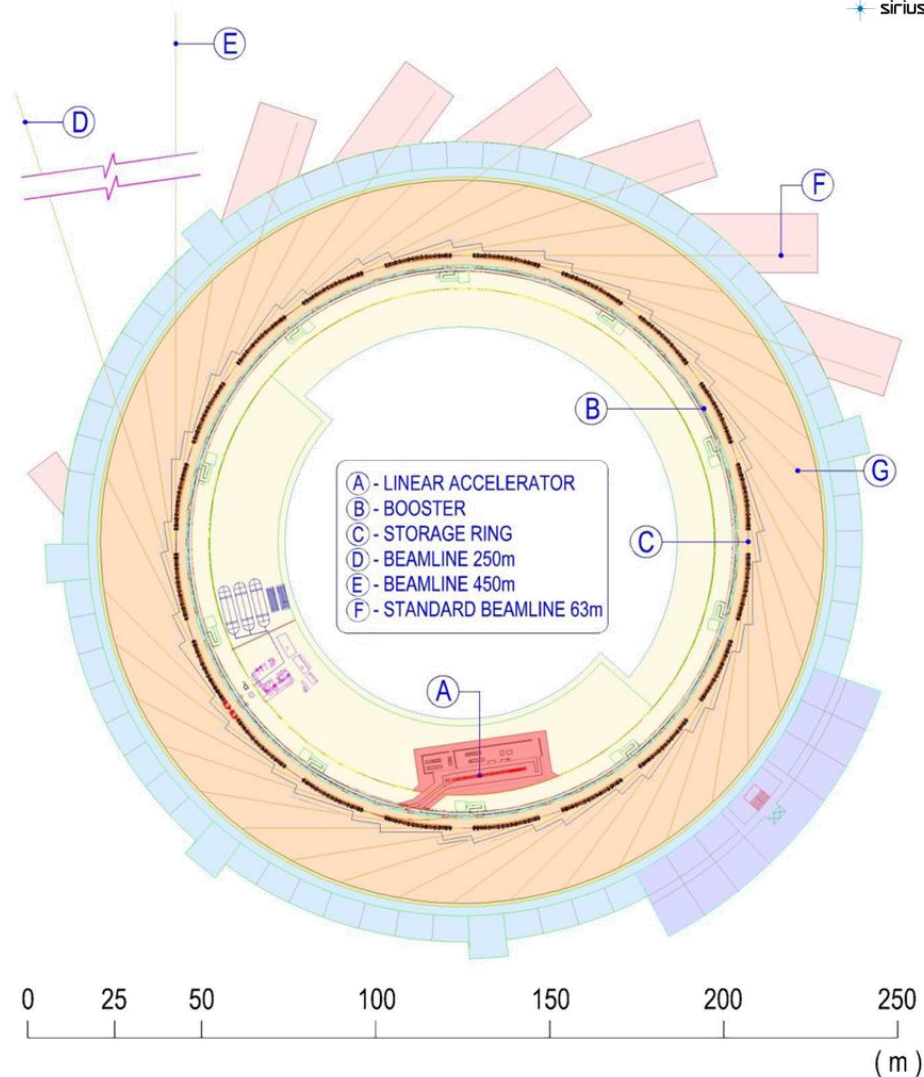 sirius
E
D
F
B
G
A - LINEAR ACCELERATOR
B - BOOSTER
C - STORAGE RING
D - BEAMLINE 250m
E - BEAMLINE 450m
F - STANDARD BEAMLINE 63m
C
A
0 25 50 100 150 200 250
( m )